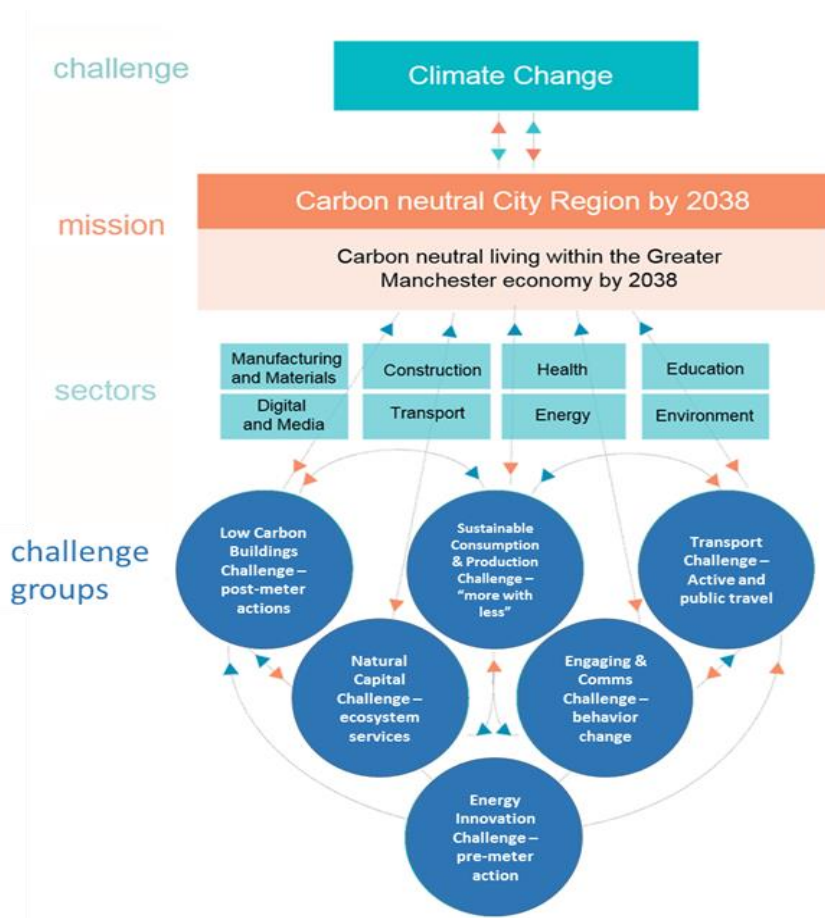 challenge
Climate Change
mission
Carbon neutral City Region by 2038
Carbon neutral living within the Greater
Manchester economy by 2038
sectors
Manufacturing
and Materials
Construction
Health
Education
Digital
and Media
Transport
Energy
Environment
challenge
groups
Low Carbon
Buildings
Challenge –
post-meter
actions
Sustainable
Consumption
& Production
Challenge –
“more with
less”
Transport
Challenge –
Active and
public travel
Natural
Capital
Challenge –
ecosystem
services
Engaging &
Comms
Challenge –
behavior
change
Energy
Innovation
Challenge –
pre-meter
action